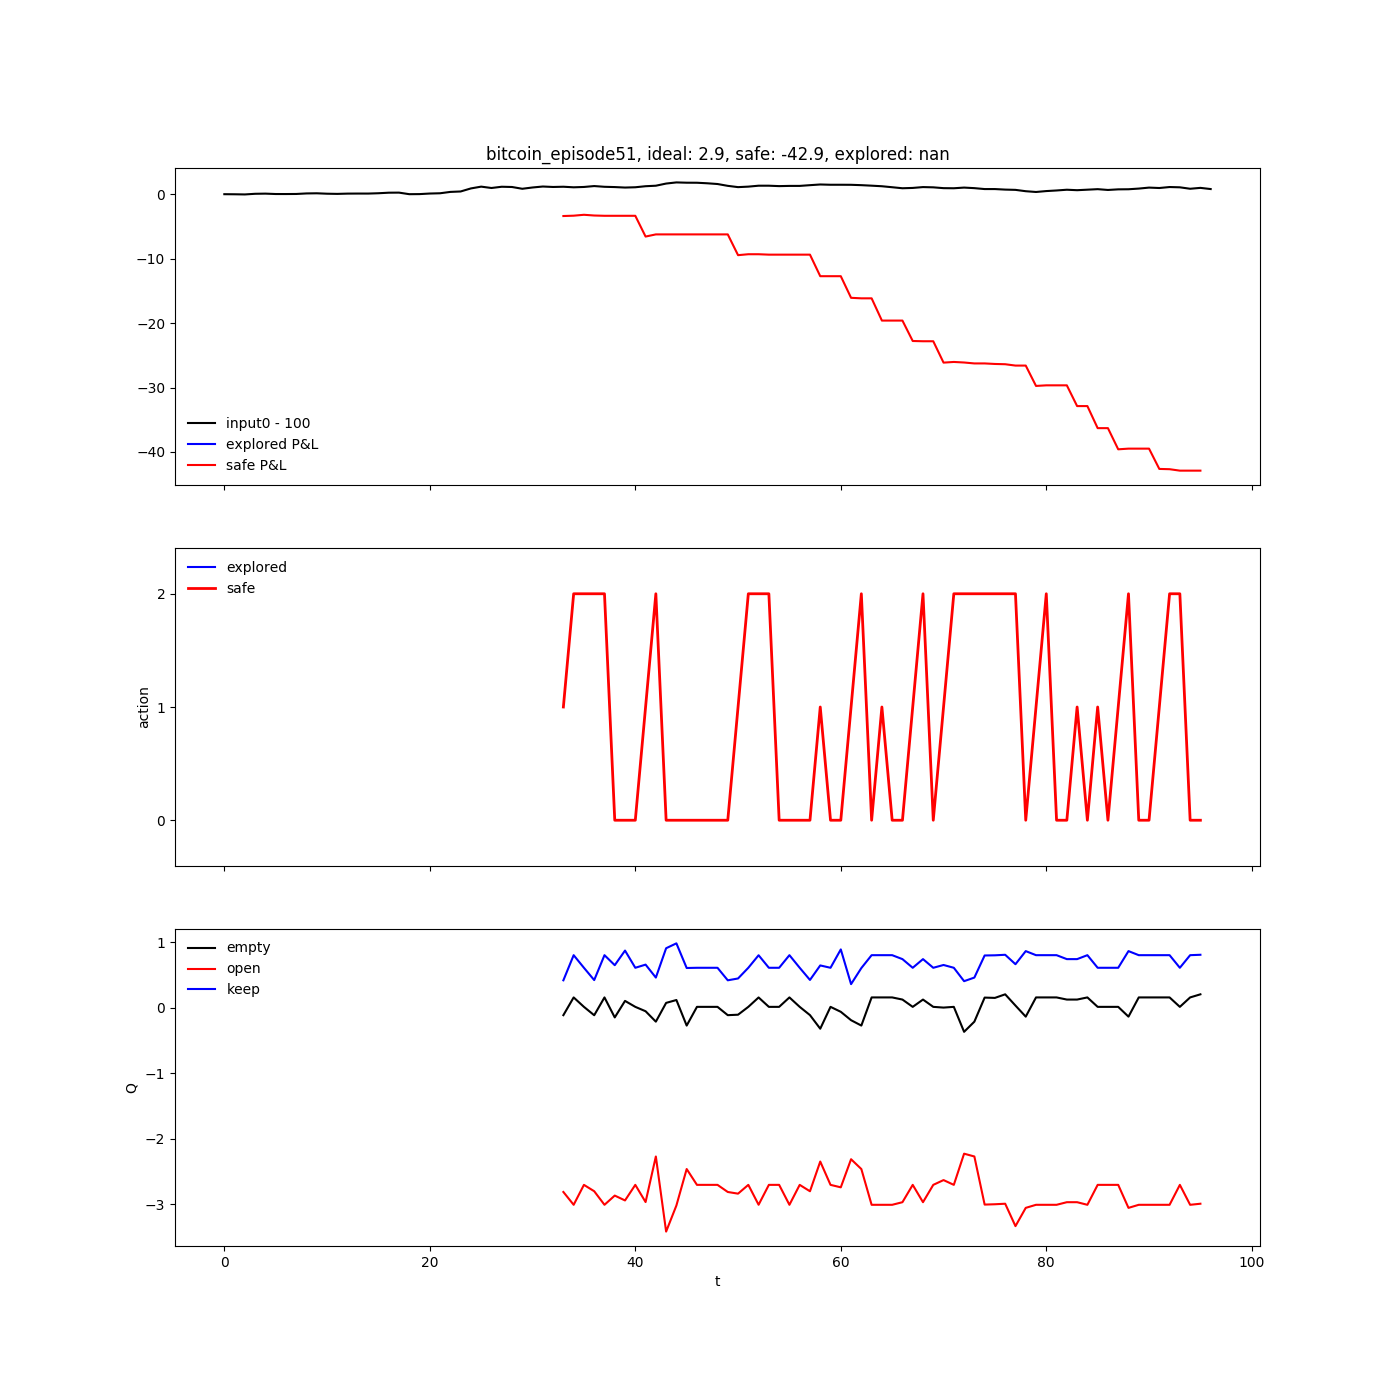 bitcoin_episode51, ideal: 2.9, safe: -42.9, explored: nan
0
−10
−20
−30
−40
input0 - 100
explored P&L
safe P&L
2
1
0
action
explored
safe
1
0
−1
−2
−3
Q
empty
open
keep
0 20 40 60 80 100
t